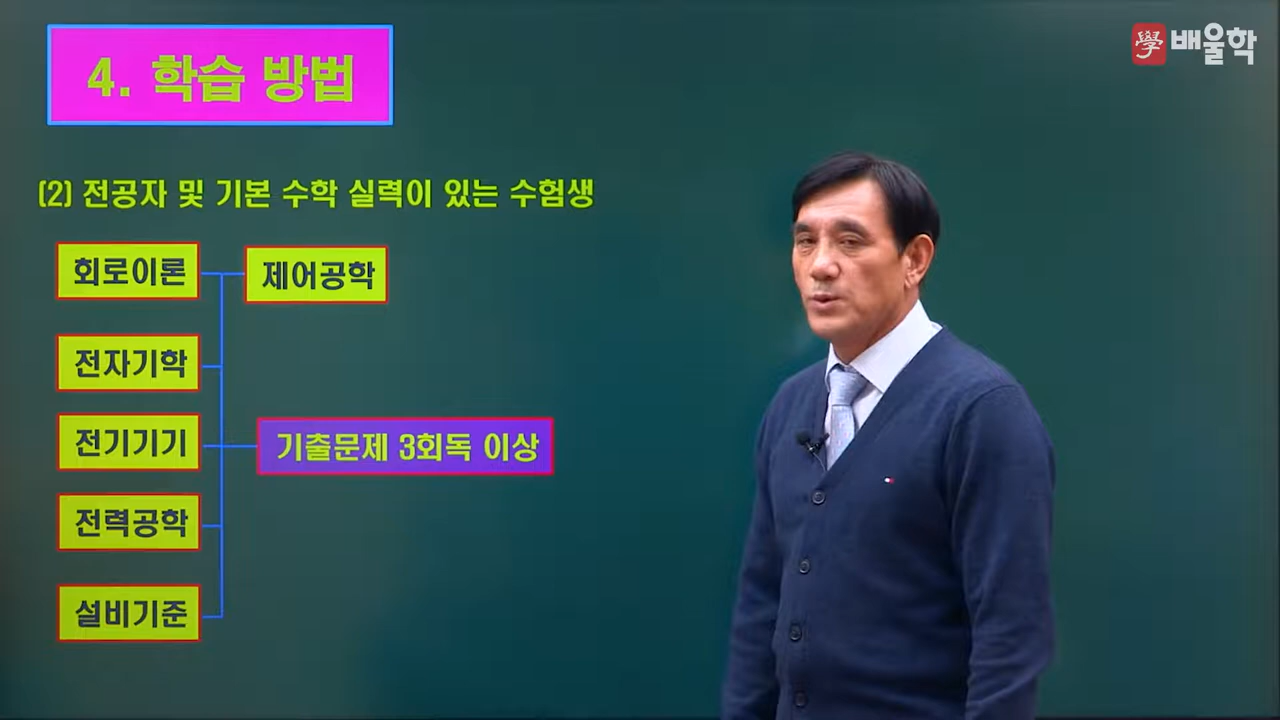 4. 학습 방법
學 배울학
(2) 전공자 및 기본 수학 실력이 있는 수험생
회로이론
제어공학
전자기학
전기기기
기출문제 3회독 이상
전력공학
설비기준